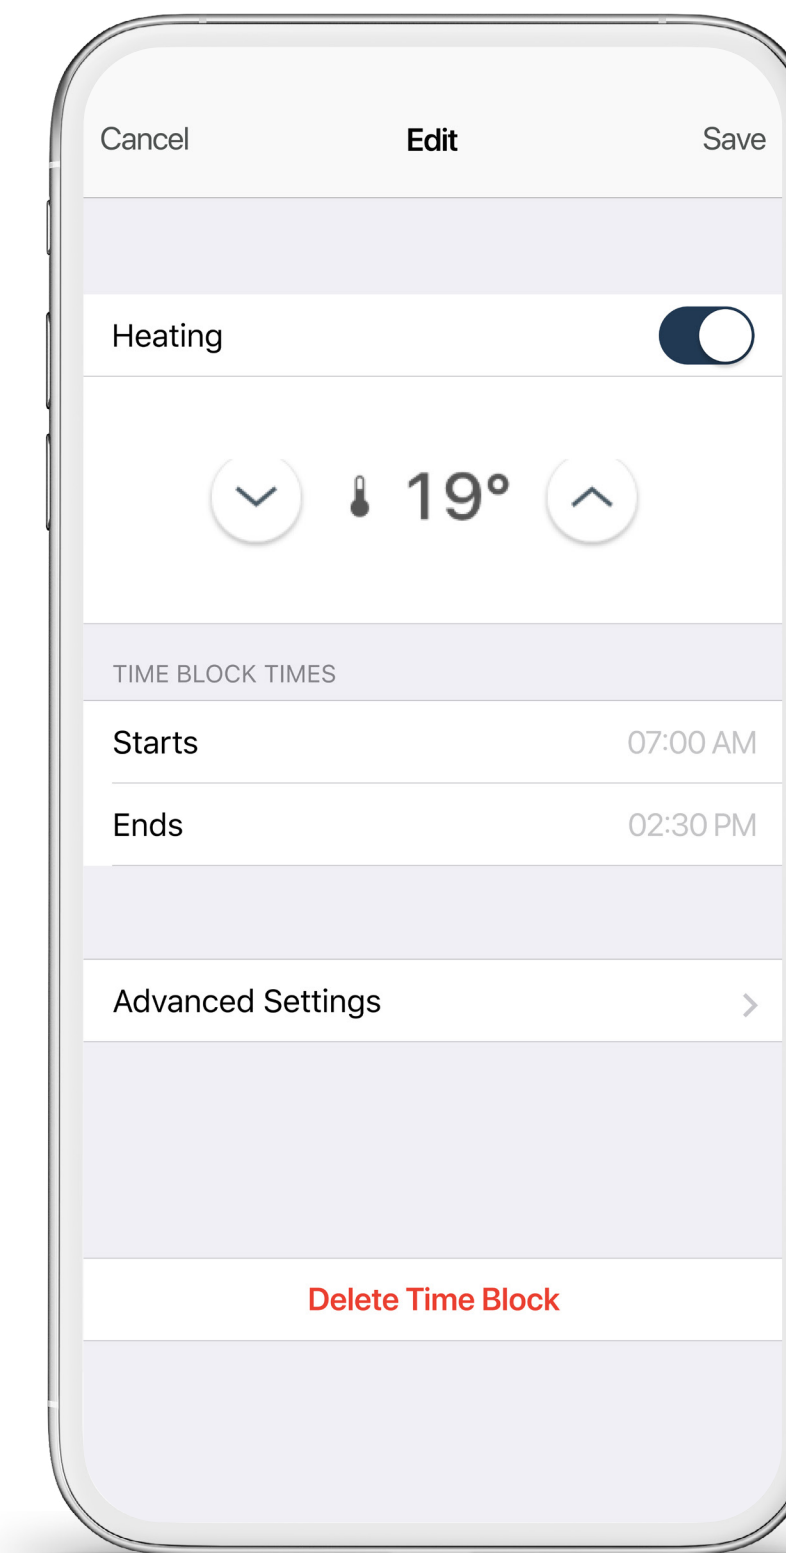 Cancel Edit Save
Heating
19°
TIME BLOCK TIMES
Starts 07:00 AM
Ends 02:30 PM
Advanced Settings
Delete Time Block